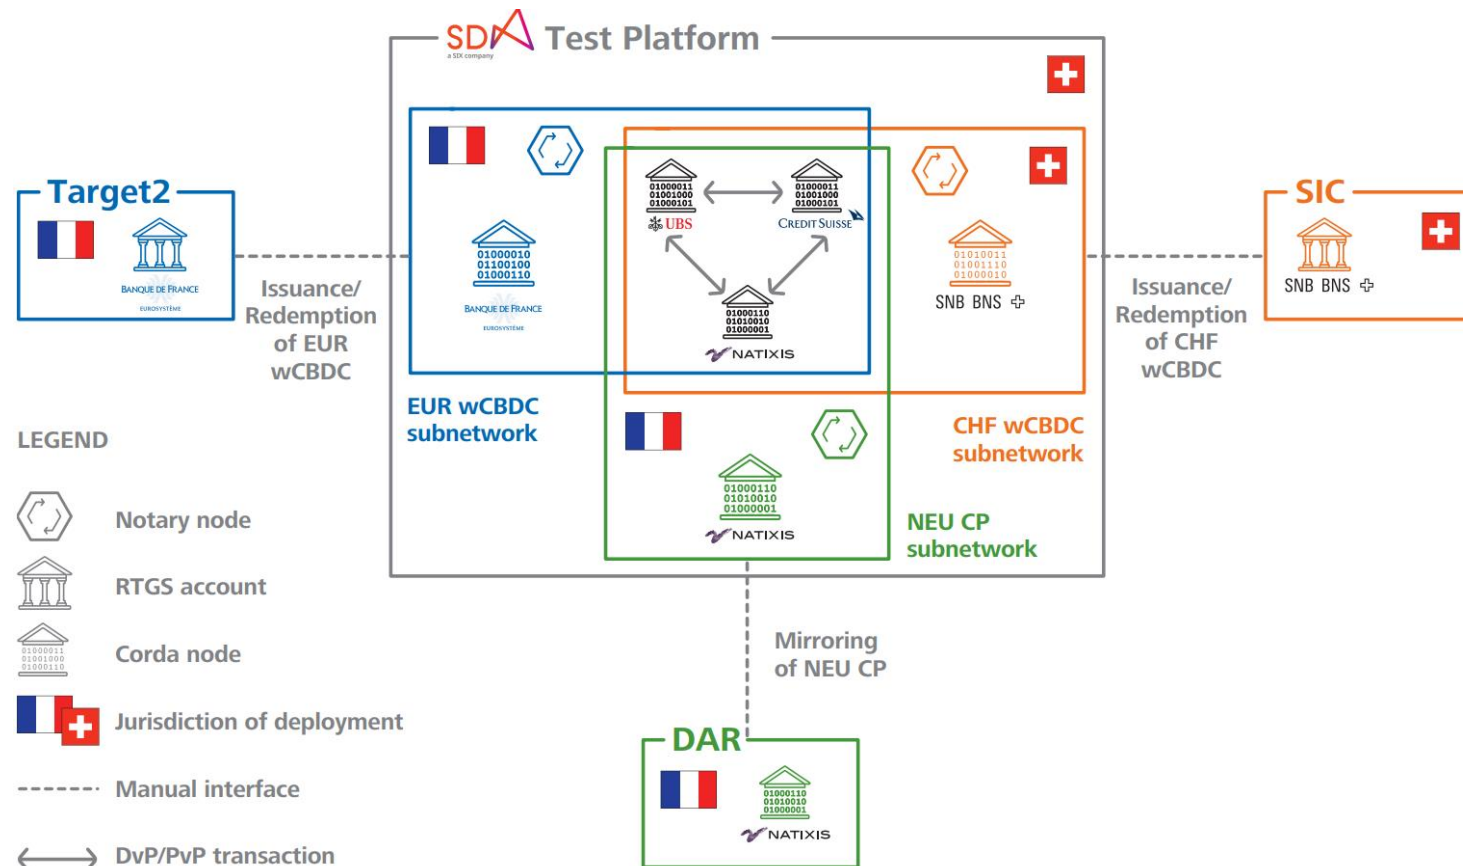 SDX
a SIX company
Test Platform
Target2
BANQUE DE FRANCE
EUROSYSTÈME
Issuance/
Redemption
of EUR
wCBDC
01000010
01100100
01000110
BANQUE DE FRANCE
EUROSYSTÈME
01000011
01001000
01000101
UBS
01000011
01001000
01000101
CREDIT SUISSE
01000110
01010010
01000001
NATIXIS
01010011
01001110
01000010
SNB BNS
Issuance/
Redemption
of CHF
wCBDC
SIC
SNB BNS
EUR wCBDC
subnetwork
CHF wCBDC
subnetwork
01000110
01010010
01000001
NATIXIS
NEU CP
subnetwork
Mirroring
of NEU CP
DAR
01000110
01010010
01000001
NATIXIS
LEGEND
Notary node
RTGS account
01000011
01001000
01000110
Corda node
Jurisdiction of deployment
Manual interface
DvP/PvP transaction